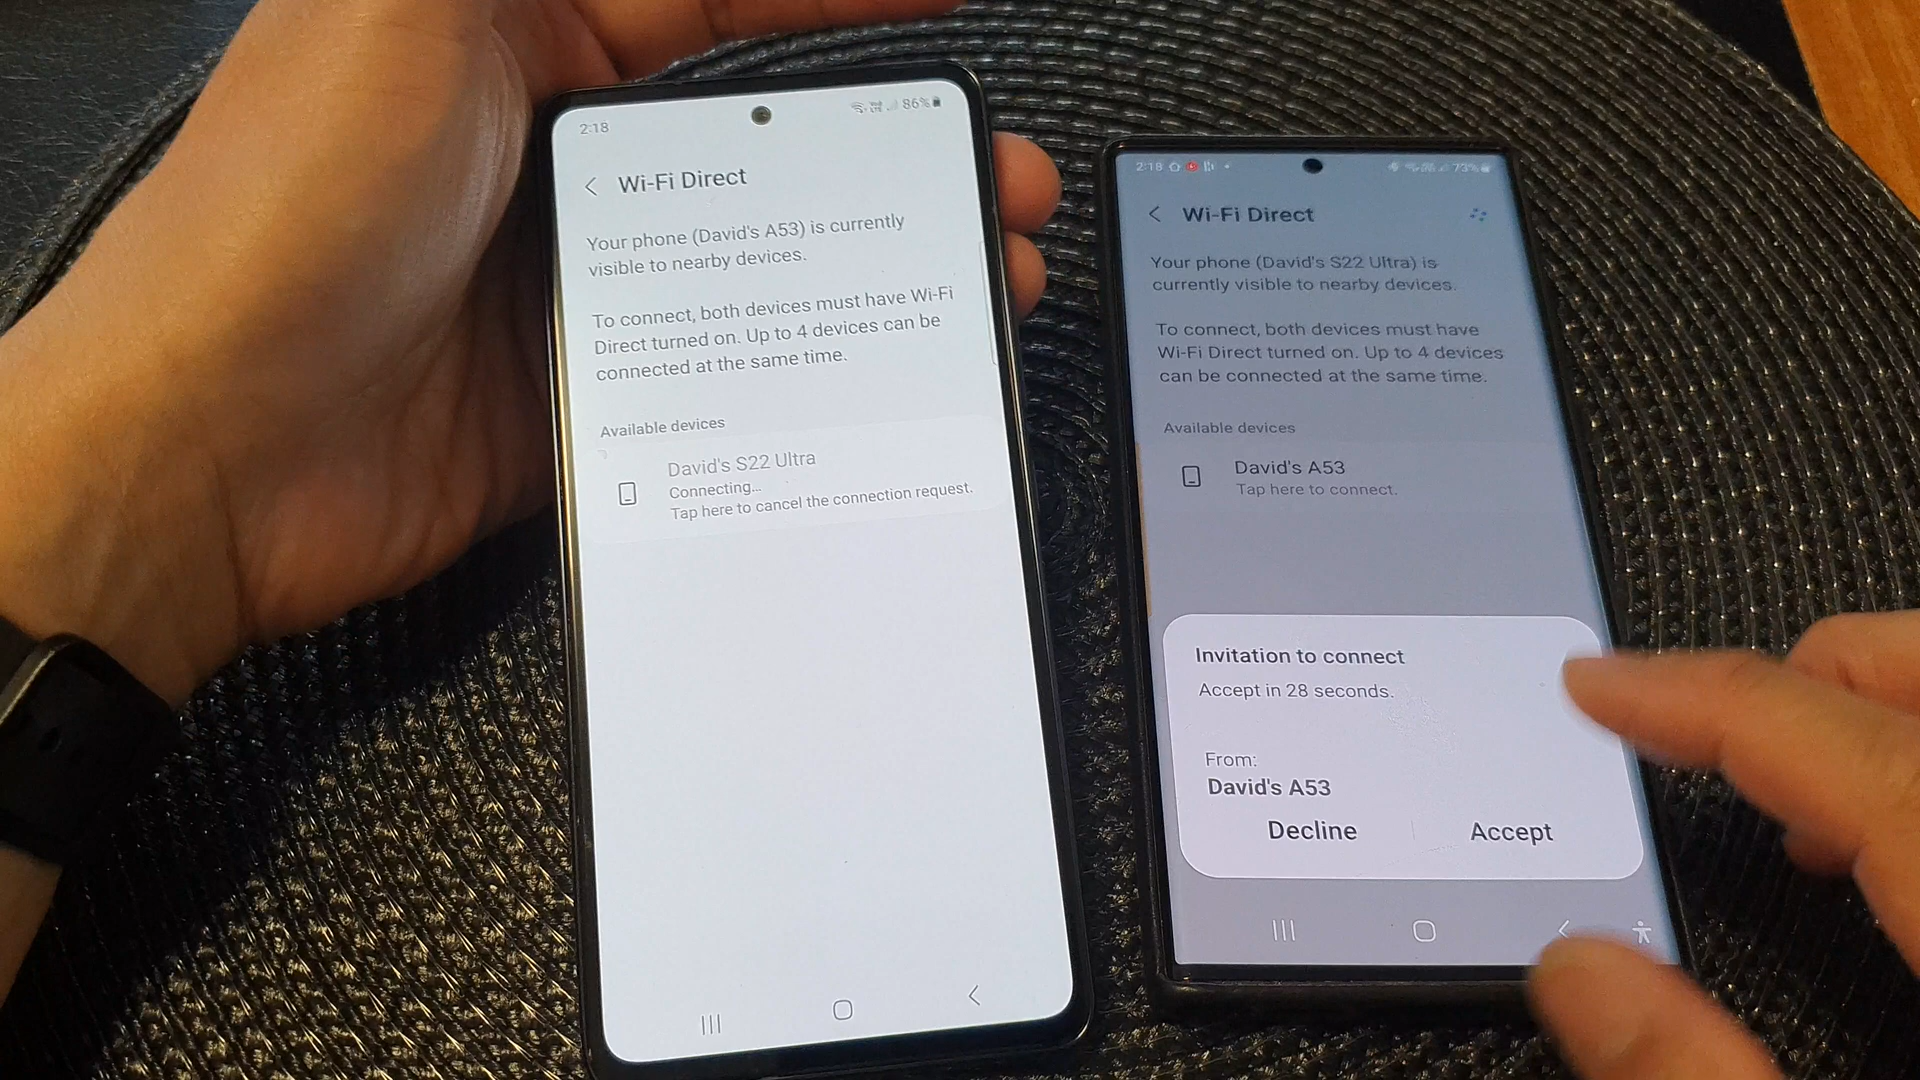 2:18
86%
Wi-Fi Direct
Your phone (David's A53) is currently
visible to nearby devices.
To connect, both devices must have Wi-Fi
Direct turned on. Up to 4 devices can be
connected at the same time.
Available devices
David's S22 Ultra
Connecting...
Tap here to cancel the connection request.
2:18
73%
Wi-Fi Direct
Your phone (David's S22 Ultra) is
currently visible to nearby devices.
To connect, both devices must have
Wi-Fi Direct turned on. Up to 4 devices
can be connected at the same time.
Available devices
David's A53
Tap here to connect.
Invitation to connect
Accept in 28 seconds.
From:
David's A53
Decline
Accept